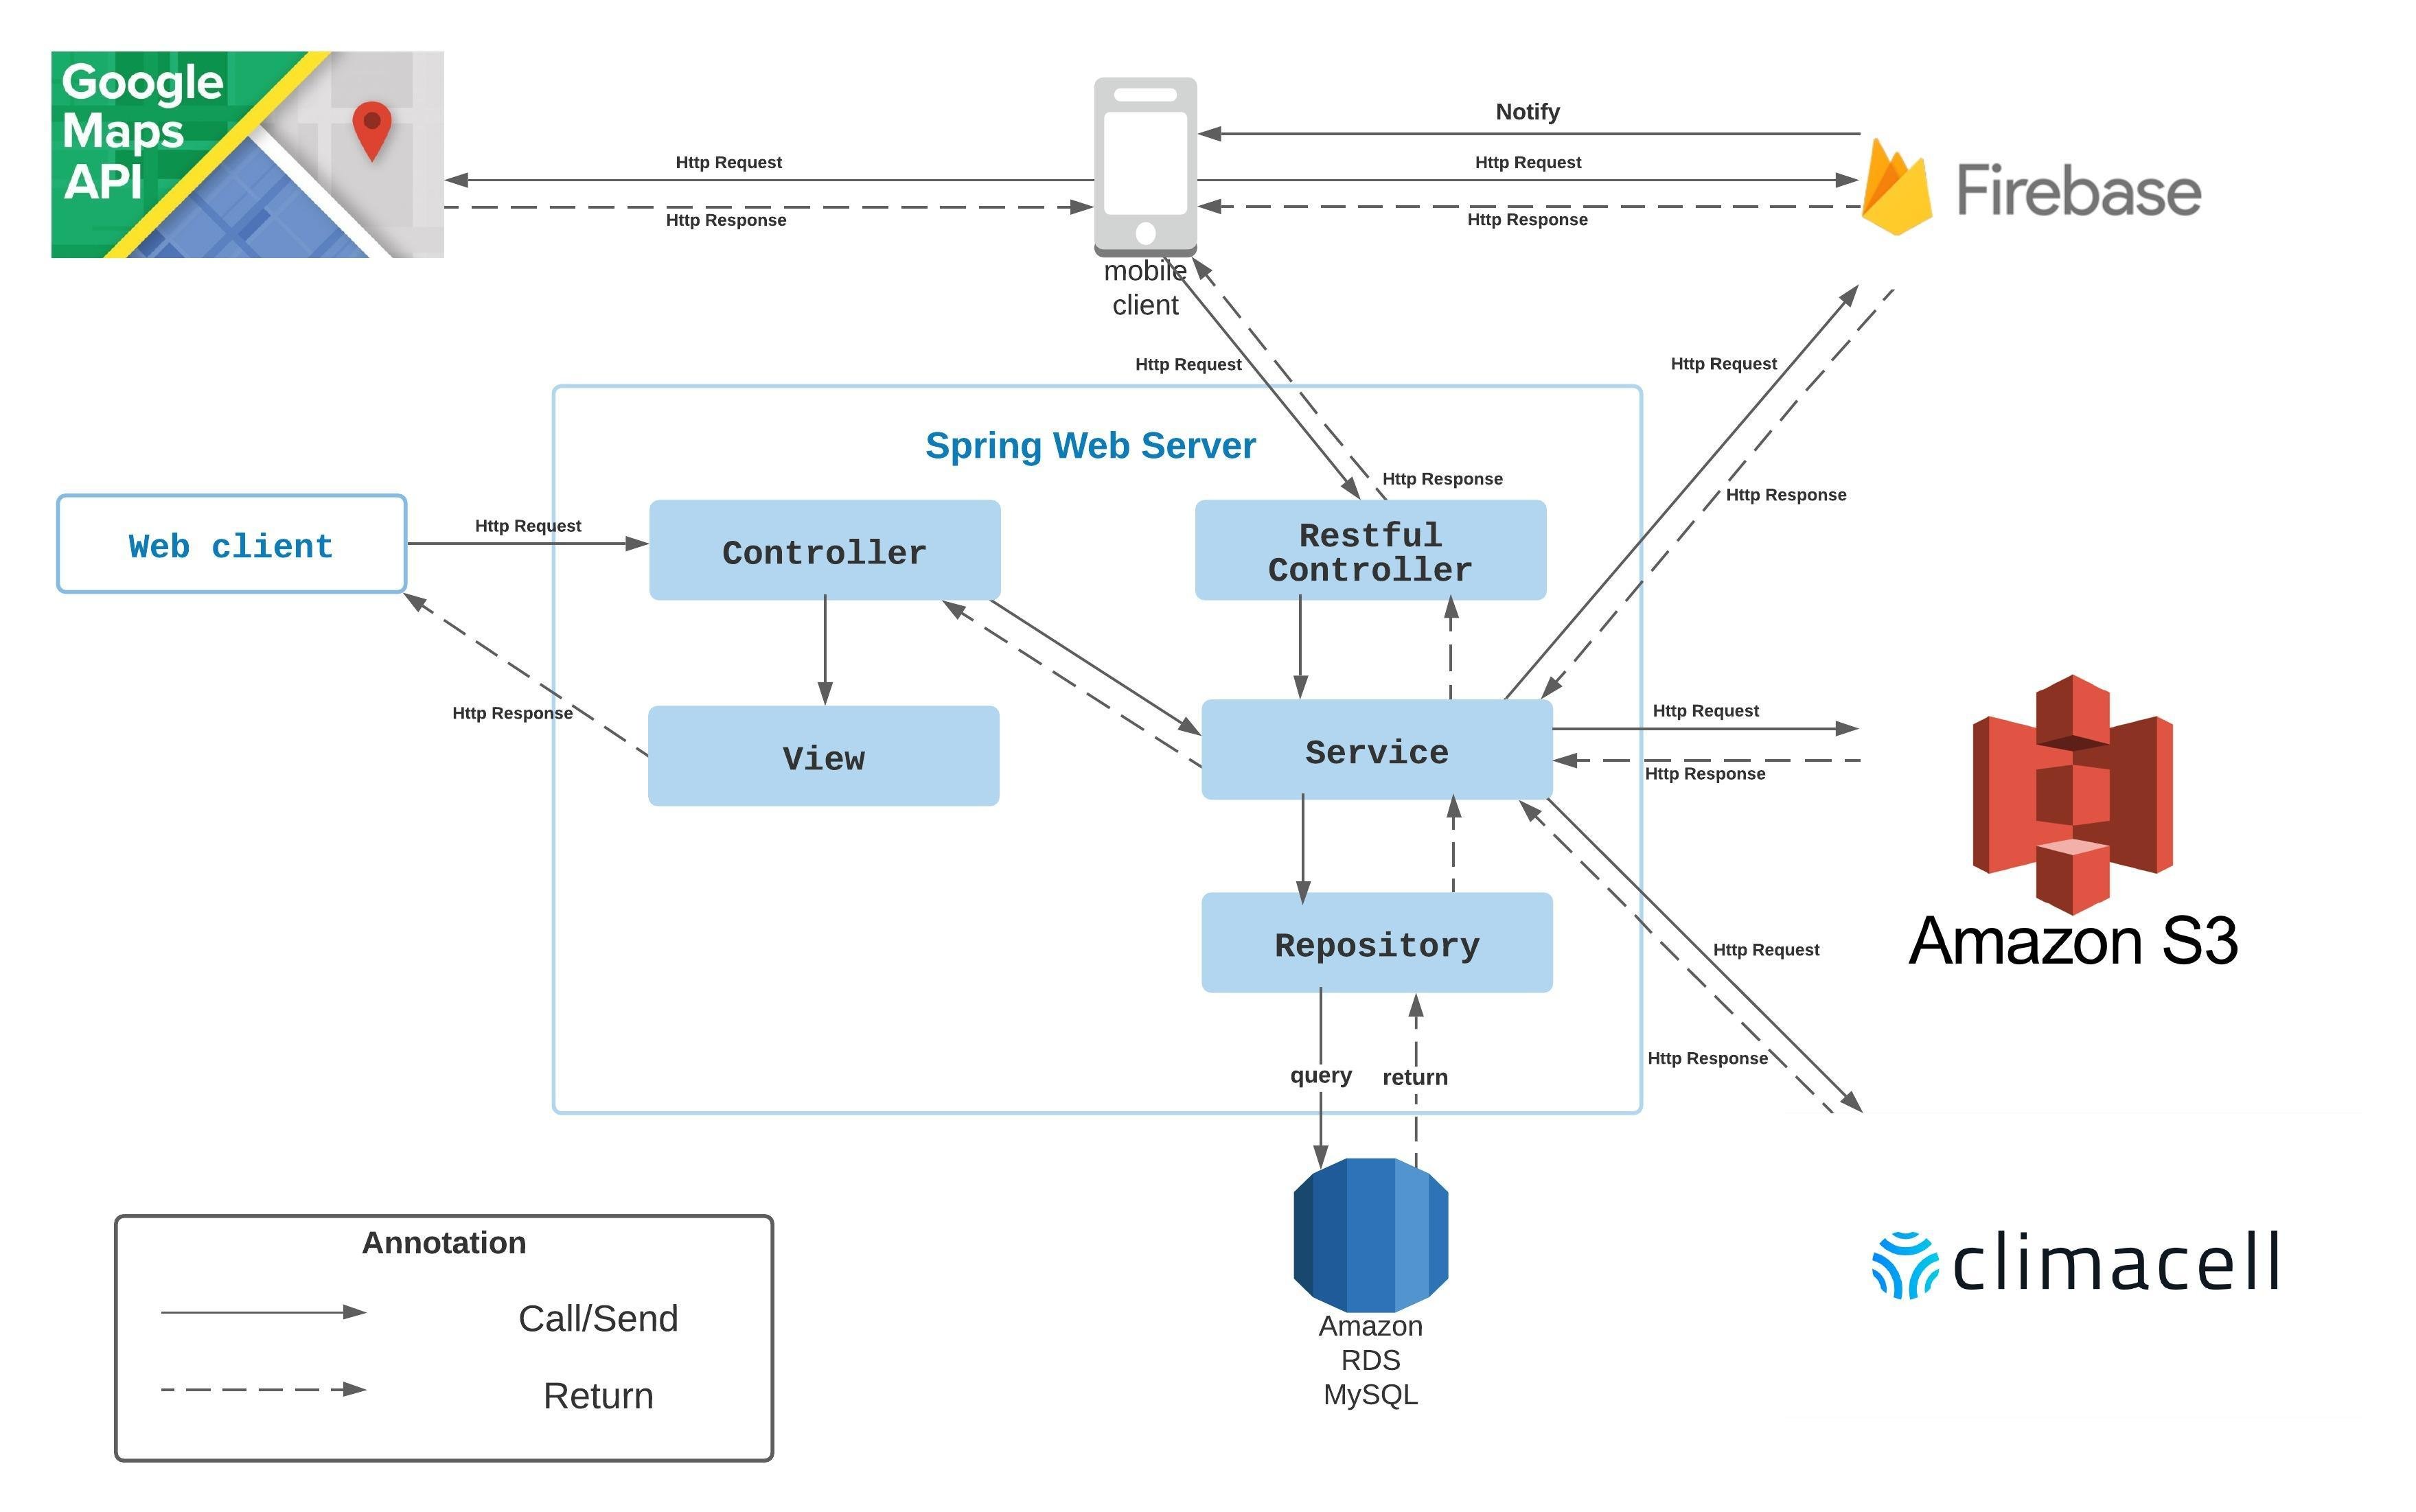 Google
Maps
API
Http Request
Http Response
mobile
client
Notify
Http Request
Http Response
Firebase
Http Request
Http Response
Http Request
Http Response
Spring Web Server
Web client
Http Request
Http Response
Controller
Restful
Controller
View
Service
Repository
Http Request
Http Response
Amazon S3
Http Request
Http Response
query
return
Amazon
RDS
MySQL
climacell
Annotation
Call/Send
Return